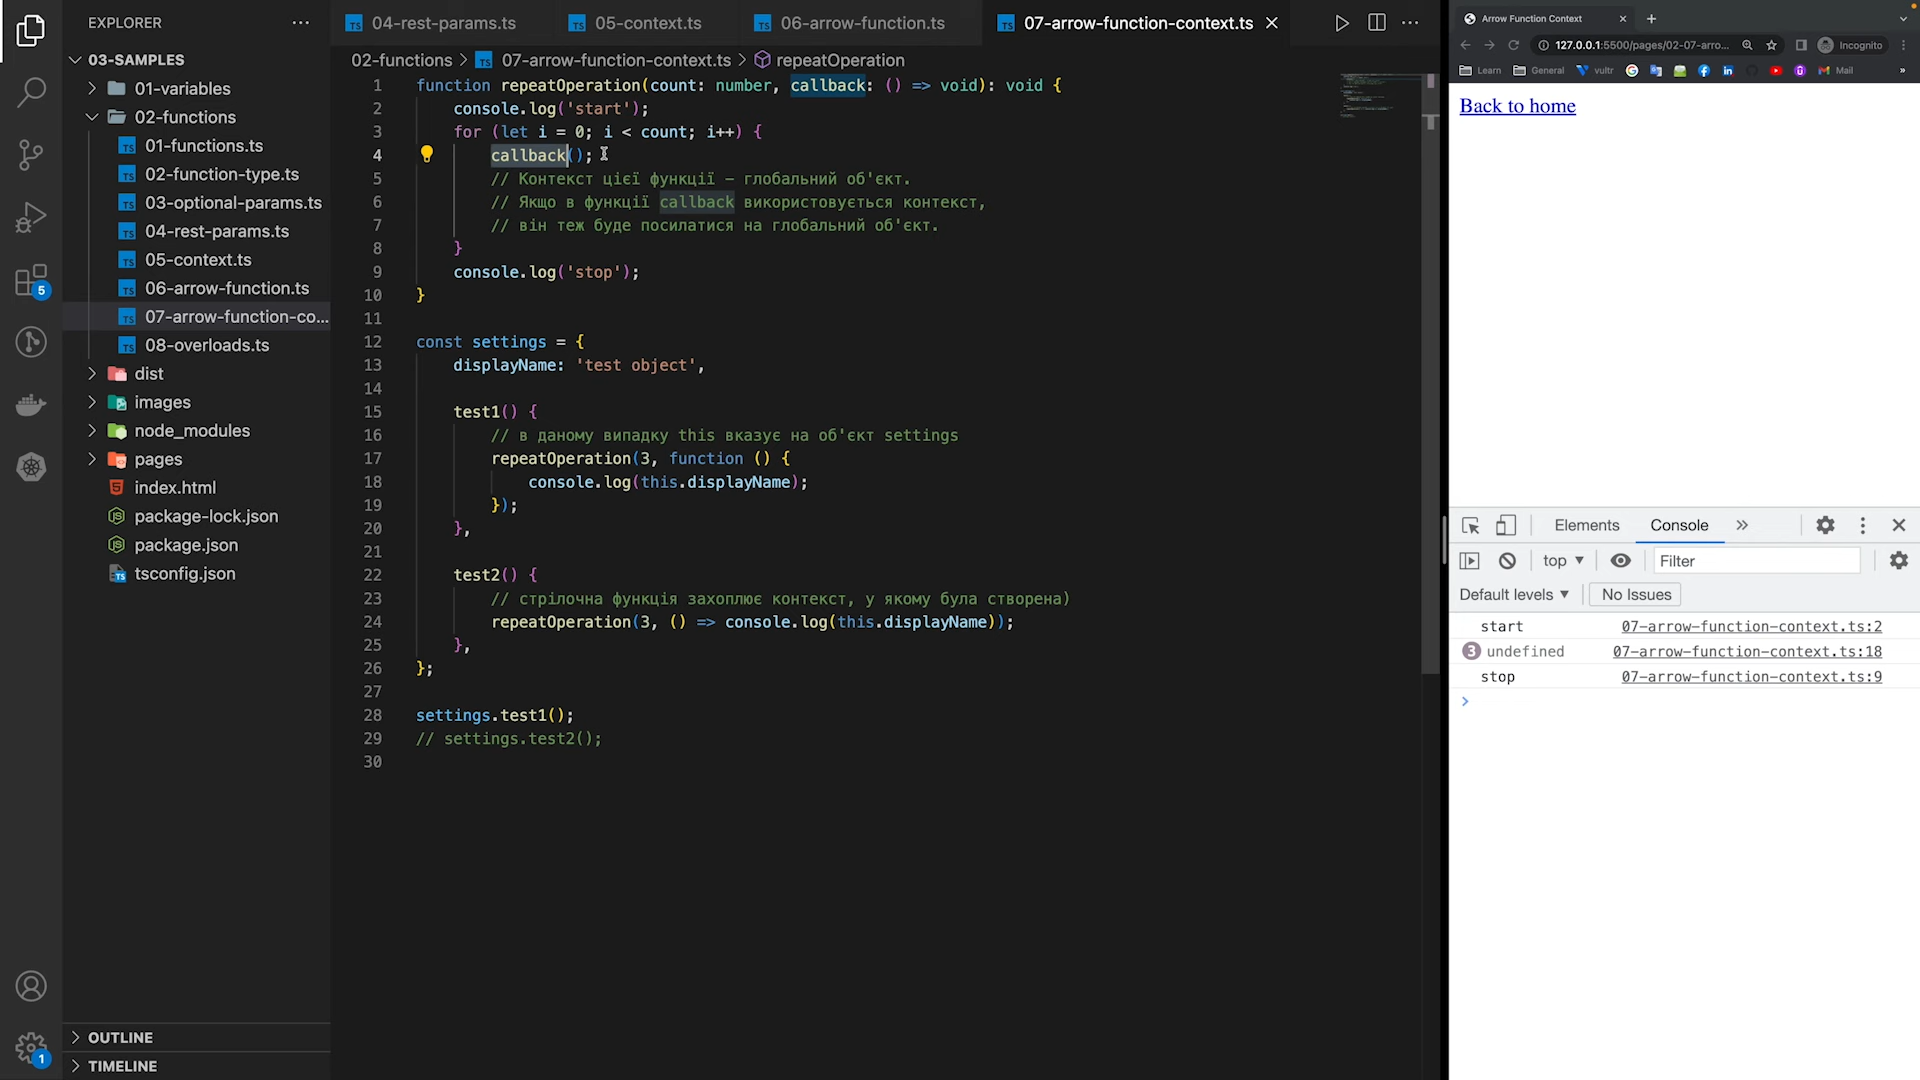 EXPLORER
03-SAMPLES
01-variables
02-functions
01-functions.ts
02-function-type.ts
03-optional-params.ts
04-rest-params.ts
05-context.ts
06-arrow-function.ts
07-arrow-function-co...
08-overloads.ts
dist
images
node_modules
pages
index.html
package-lock.json
package.json
tsconfig.json
OUTLINE
TIMELINE
5
1
04-rest-params.ts
05-context.ts
06-arrow-function.ts
07-arrow-function-context.ts
02-functions > 07-arrow-function-context.ts > repeatOperation
1 function repeatOperation(count: number, callback: () => void): void {
2 console.log('start');
3 for (let i = 0; i < count; i++) {
4 callback();
5 // Контекст цієї функції – глобальний об'єкт.
6 // Якщо в функції callback використовується контекст,
7 // він теж буде посилатися на глобальний об'єкт.
8 }
9 console.log('stop');
10 }
11
12 const settings = {
13 displayName: 'test object',
14
15 test1() {
16 // в даному випадку this вказує на об'єкт settings
17 repeatOperation(3, function () {
18 console.log(this.displayName);
19 });
20 },
21
22 test2() {
23 // стрілочна функція захоплює контекст, у якому була створена)
24 repeatOperation(3, () => console.log(this.displayName));
25 },
26 };
27
28 settings.test1();
29 // settings.test2();
30
Arrow Function Context
127.0.0.1:5500/pages/02-07-arro...
Incognito
Learn General vultr Mail
Back to home
Elements Console
top Filter
Default levels No Issues
start 07-arrow-function-context.ts:2
3 undefined 07-arrow-function-context.ts:18
stop 07-arrow-function-context.ts:9